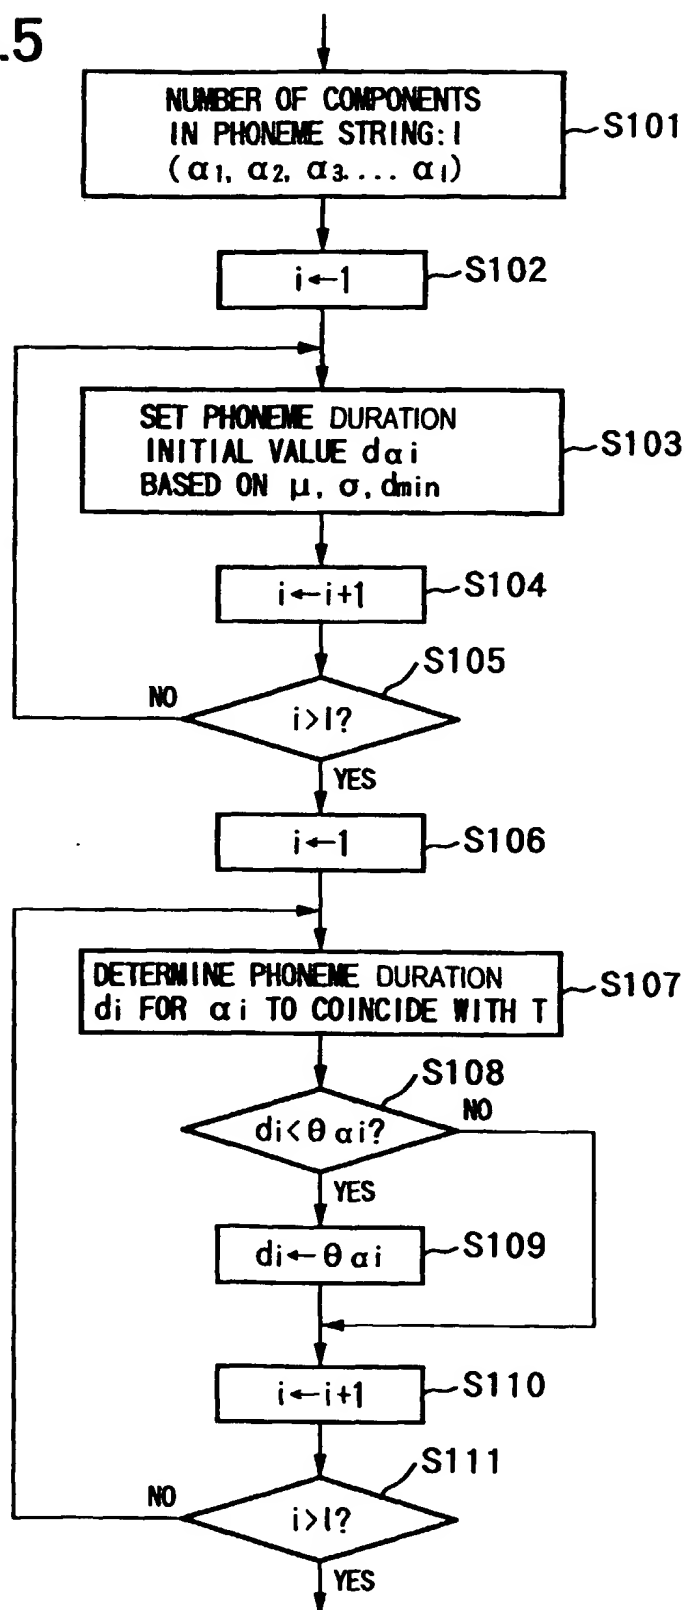 .5
NUMBER OF COMPONENTS
IN PHONEME STRING: I
(α1, α2, α3.... αI)
S101
i←1
S102
SET PHONEME DURATION
INITIAL VALUE dαi
BASED ON μ, σ, dmin
S103
i←i+1
S104
S105
NO
i>I?
YES
i←1
S106
DETERMINE PHONEME DURATION
di FOR αi TO COINCIDE WITH T
S107
S108
NO
di<θαi?
YES
di←θαi
S109
i←i+1
S110
S111
NO
i>I?
YES